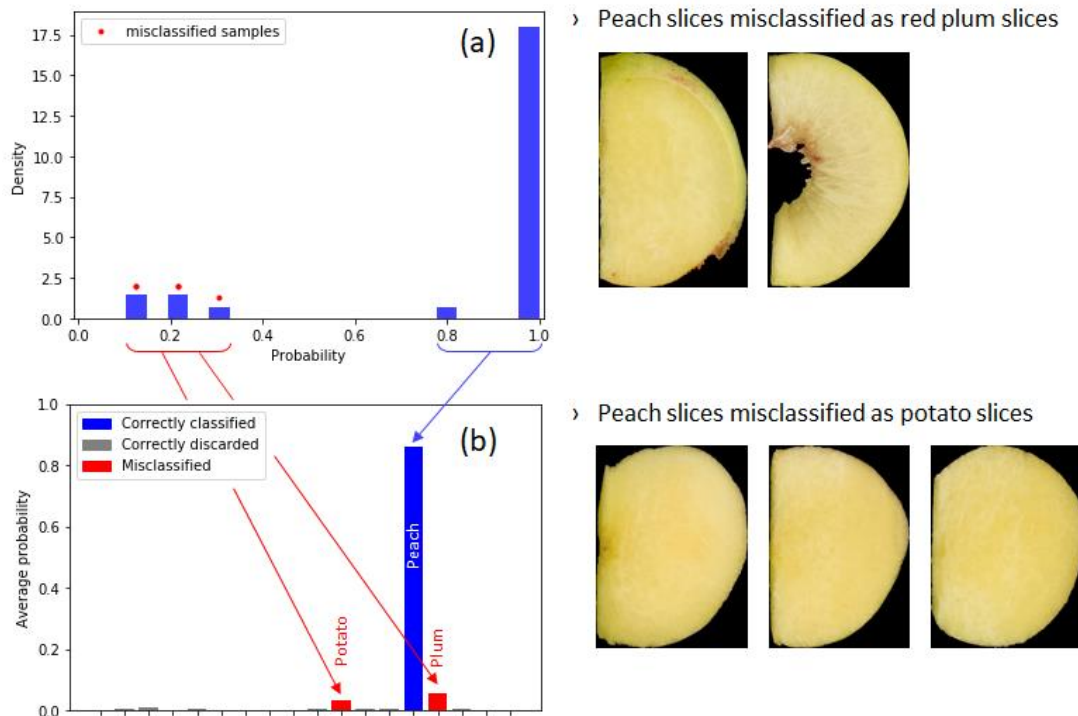 misclassified samples
(a)
17.5
15.0
12.5
10.0
7.5
5.0
2.5
0.0
Density
0.0 0.2 0.4 0.6 0.8 1.0
Probability
› Peach slices misclassified as red plum slices
1.0
0.8
0.6
0.4
0.2
0.0
Average probability
Correctly classified
Correctly discarded
Misclassified
(b)
Potato
Peach
Plum
› Peach slices misclassified as potato slices